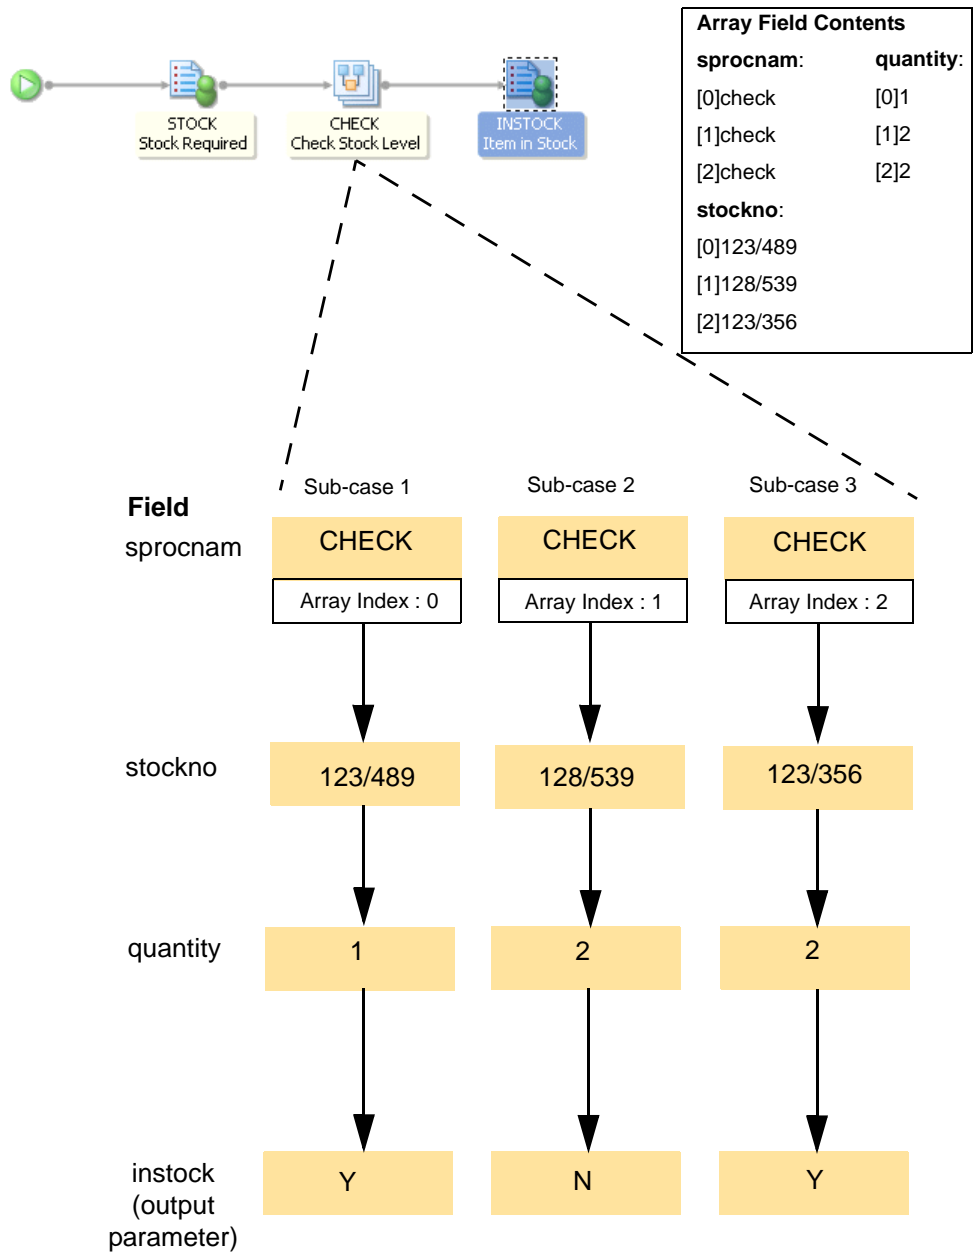 STOCK
Stock Required
CHECK
Check Stock Level
INSTOCK
Item in Stock
Array Field Contents
sprocnam: quantity:
[0]check [0]1
[1]check [1]2
[2]check [2]2
stockno:
[0]123/489
[1]128/539
[2]123/356
Sub-case 1 Sub-case 2 Sub-case 3
Field
sprocnam CHECK CHECK CHECK
Array Index : 0 Array Index : 1 Array Index : 2
stockno 123/489 128/539 123/356
quantity 1 2 2
instock Y N Y
(output
parameter)